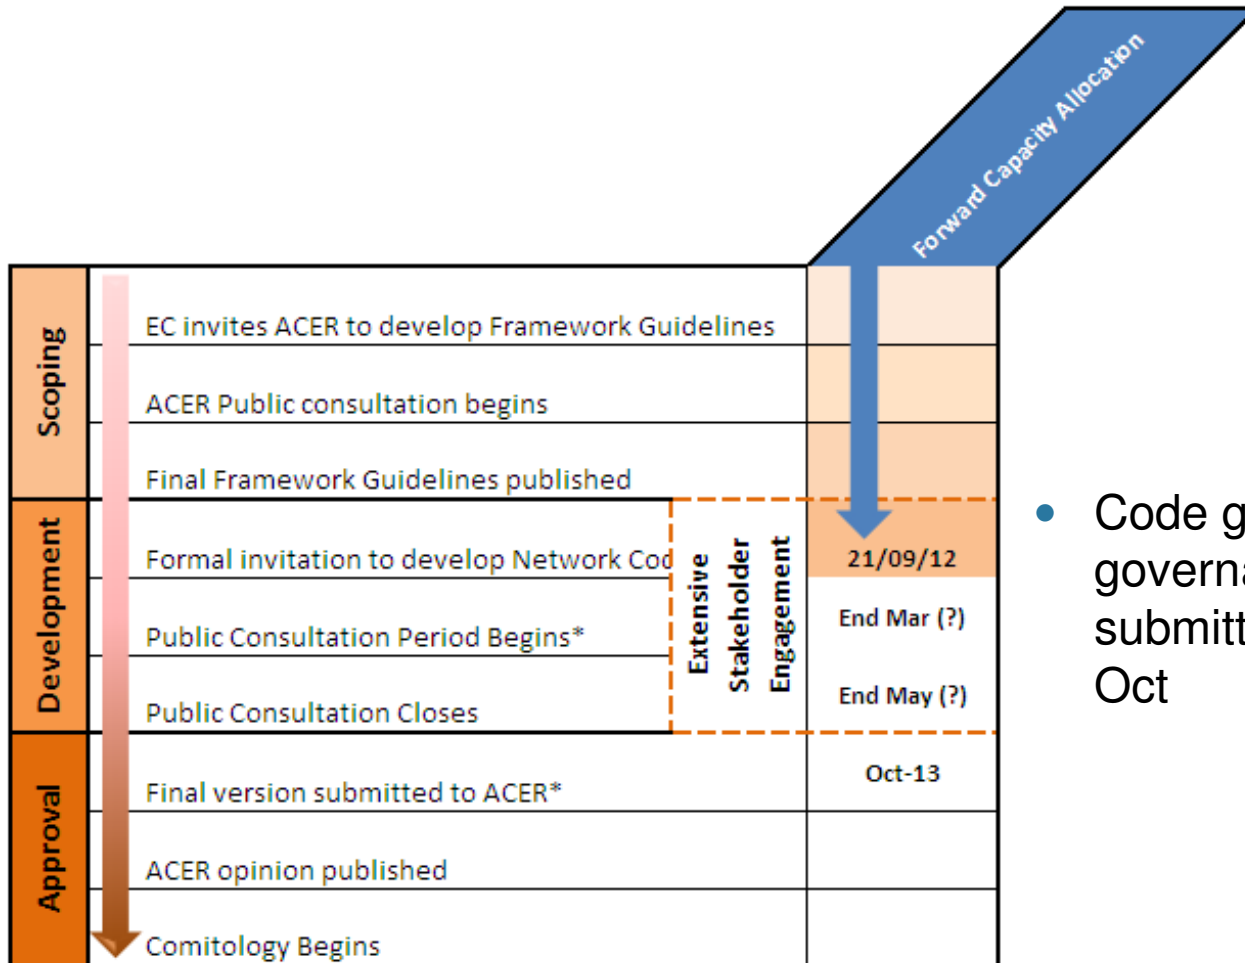 Forward Capacity Allocation
Scoping
EC invites ACER to develop Framework Guidelines
ACER Public consultation begins
Final Framework Guidelines published
Development
Formal invitation to develop Network Cod
Extensive
Stakeholder
Engagement
21/09/12
Public Consultation Period Begins*
End Mar (?)
Public Consultation Closes
End May (?)
Approval
Final version submitted to ACER*
Oct-13
ACER opinion published
Comitology Begins
• Code g
governa
submitt
Oct